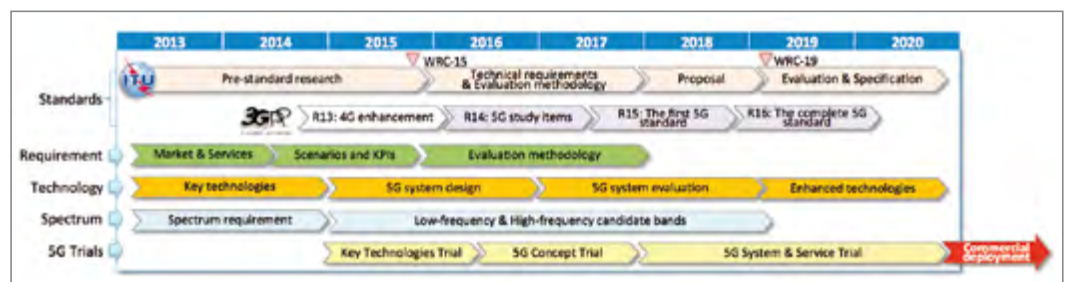 2013 2014 2015 2016 2017 2018 2019 2020
WRC-15 WRC-19
ITU Pre-standard research Technical requirements & Evaluation methodology Proposal Evaluation & Specification
Standards
3GPP R13: 4G enhancement R14: 5G study items R15: The first 5G standard R16: The complete 5G standard
Requirement Market & Services Scenarios and KPIs Evaluation methodology
Technology Key technologies 5G system design 5G system evaluation Enhanced technologies
Spectrum Spectrum requirement Low-frequency & High-frequency candidate bands
5G Trials Key Technologies Trial 5G Concept Trial 5G System & Service Trial Commercial deployment